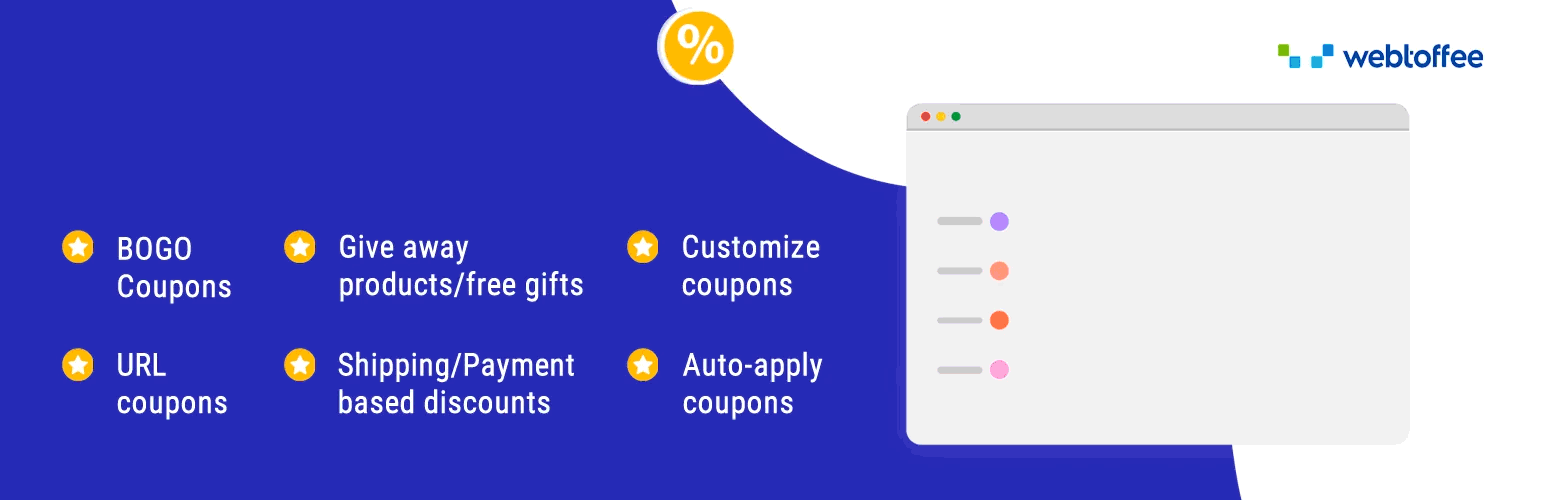 %
webtoffee
BOGO
Coupons
Give away
products/free gifts
Customize
coupons
URL
coupons
Shipping/Payment
based discounts
Auto-apply
coupons